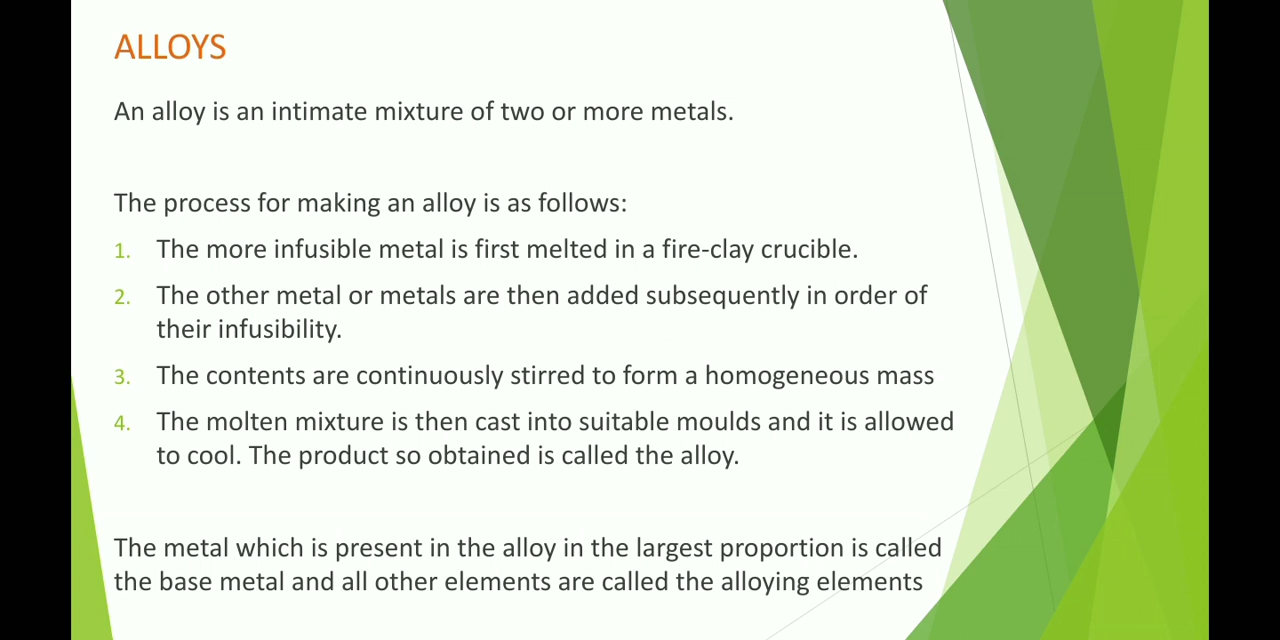 ALLOYS
An alloy is an intimate mixture of two or more metals.
The process for making an alloy is as follows:
1. The more infusible metal is first melted in a fire-clay crucible.
2. The other metal or metals are then added subsequently in order of
their infusibility.
3. The contents are continuously stirred to form a homogeneous mass
4. The molten mixture is then cast into suitable moulds and it is allowed
to cool. The product so obtained is called the alloy.
The metal which is present in the alloy in the largest proportion is called
the base metal and all other elements are called the alloying elements